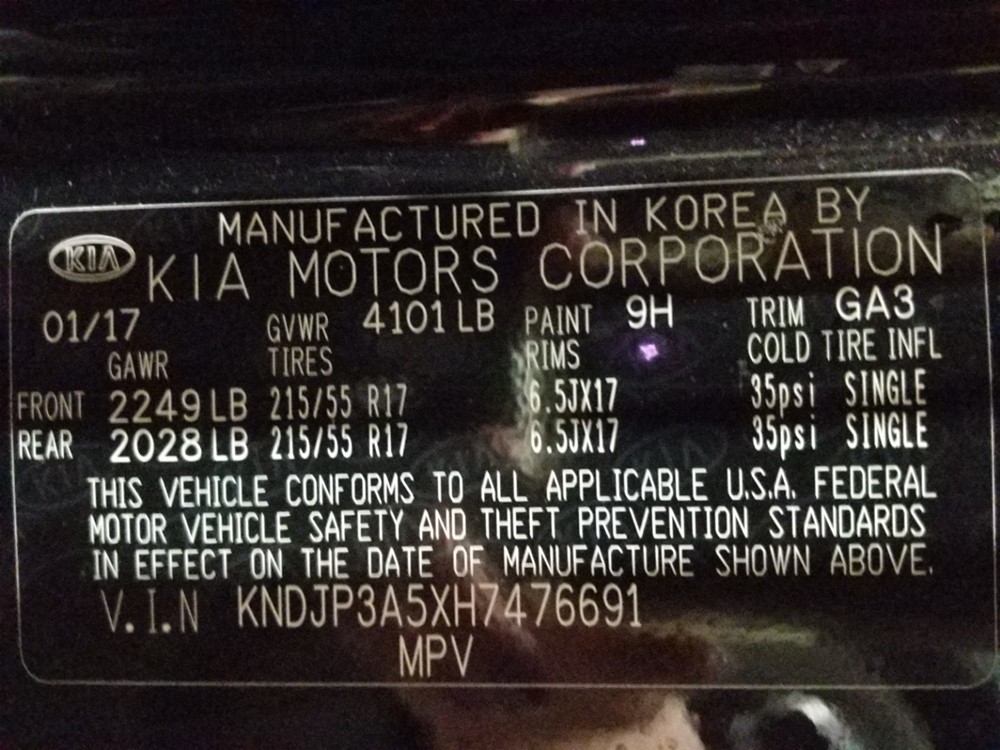 MANUFACTURED IN KOREA BY
KIA KIA MOTORS CORPORATION
01/17 GVWR 4101 LB PAINT 9H TRIM GA3
GAWR TIRES RIMS COLD TIRE INFL
FRONT 2249 LB 215/55 R17 6.5JX17 35psi SINGLE
REAR 2028 LB 215/55 R17 6.5JX17 35psi SINGLE
THIS VEHICLE CONFORMS TO ALL APPLICABLE U.S.A. FEDERAL
MOTOR VEHICLE SAFETY AND THEFT PREVENTION STANDARDS
IN EFFECT ON THE DATE OF MANUFACTURE SHOWN ABOVE.
V.I.N KNDJP3A5XH7476691
MPV